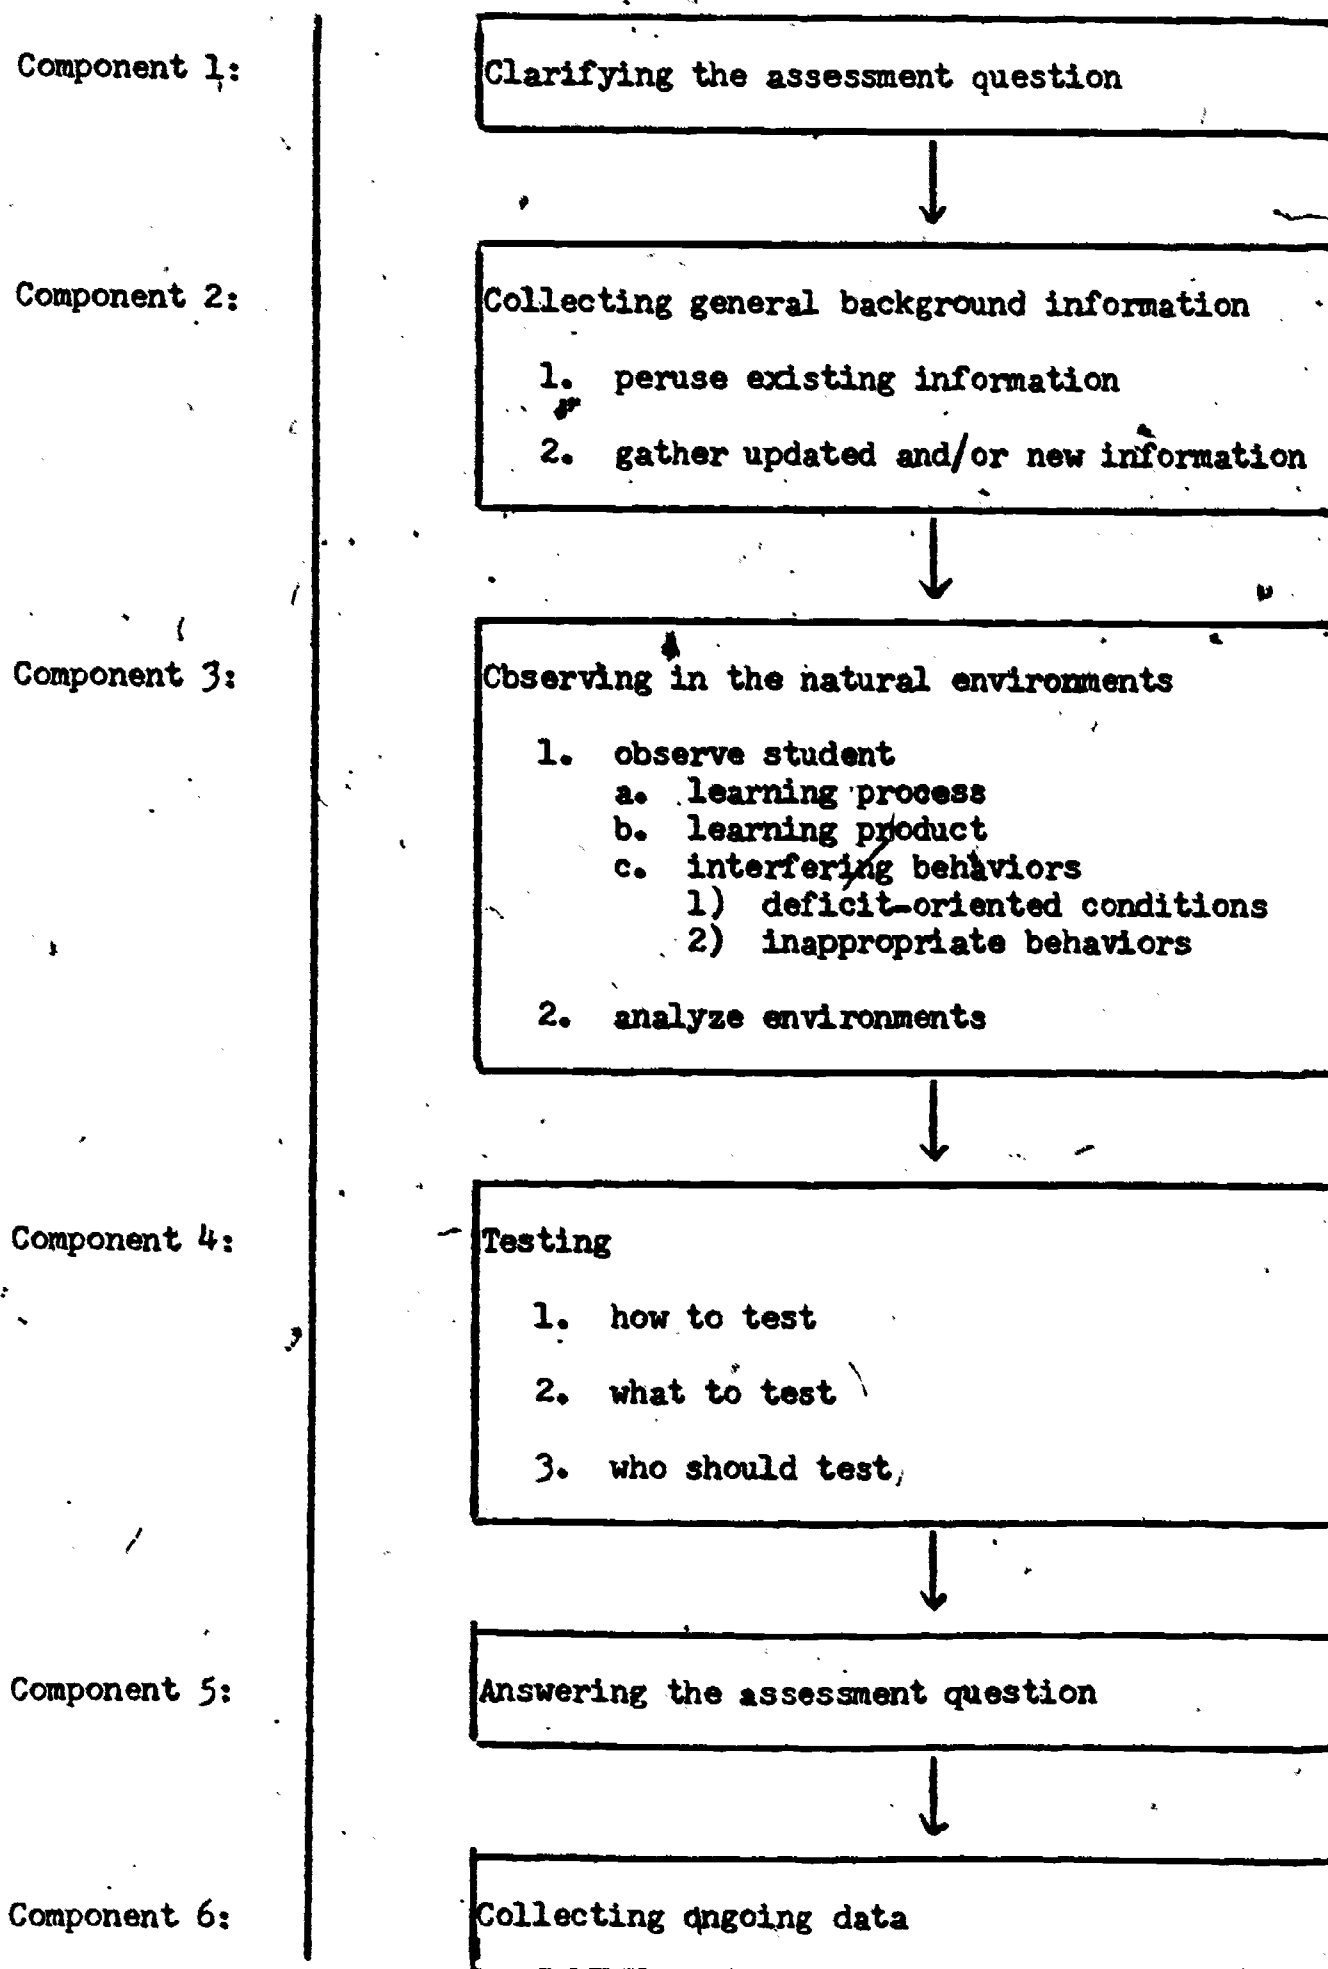 Component 1:
Clarifying the assessment question
Component 2:
Collecting general background information
1. peruse existing information
2. gather updated and/or new information
Component 3:
Observing in the natural environments
1. observe student
a. learning process
b. learning product
c. interfering behaviors
1) deficit-oriented conditions
2) inappropriate behaviors
2. analyze environments
Component 4:
Testing
1. how to test
2. what to test
3. who should test
Component 5:
Answering the assessment question
Component 6:
Collecting ongoing data